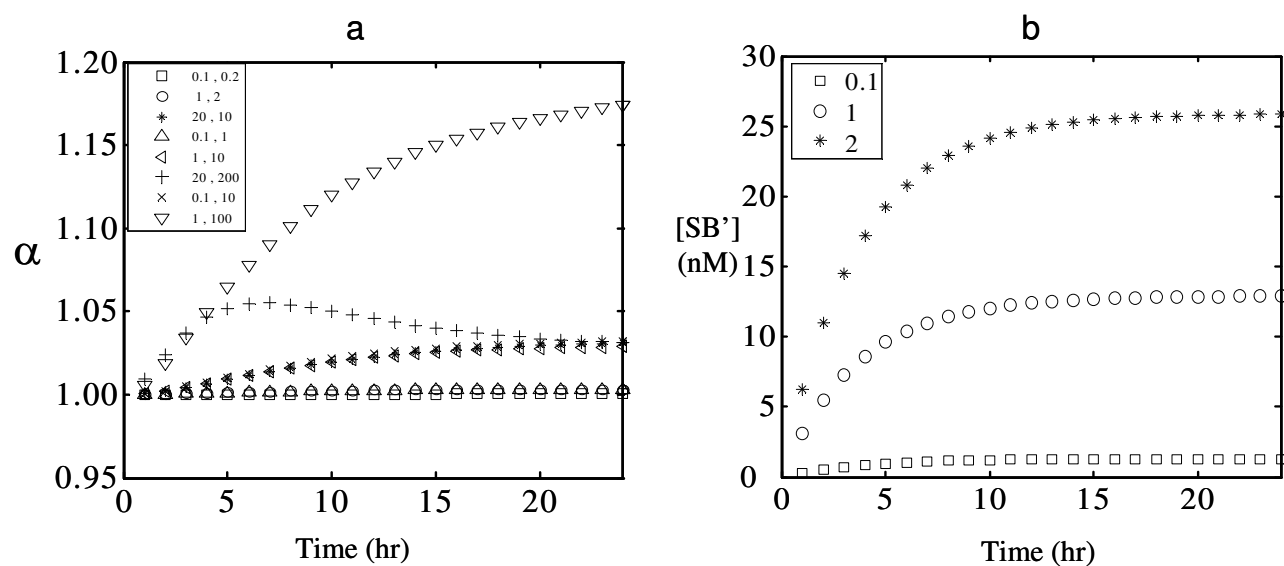 a
1.20
1.15
1.10
1.05
1.00
0.95
α
0.1 , 0.2
1 , 2
20 , 10
0.1 , 1
1 , 10
20 , 200
0.1 , 10
1 , 100
0 5 10 15 20
Time (hr)
b
30
25
20
15
10
5
0
[SB’]
(nM)
0.1
1
2
0 5 10 15 20
Time (hr)